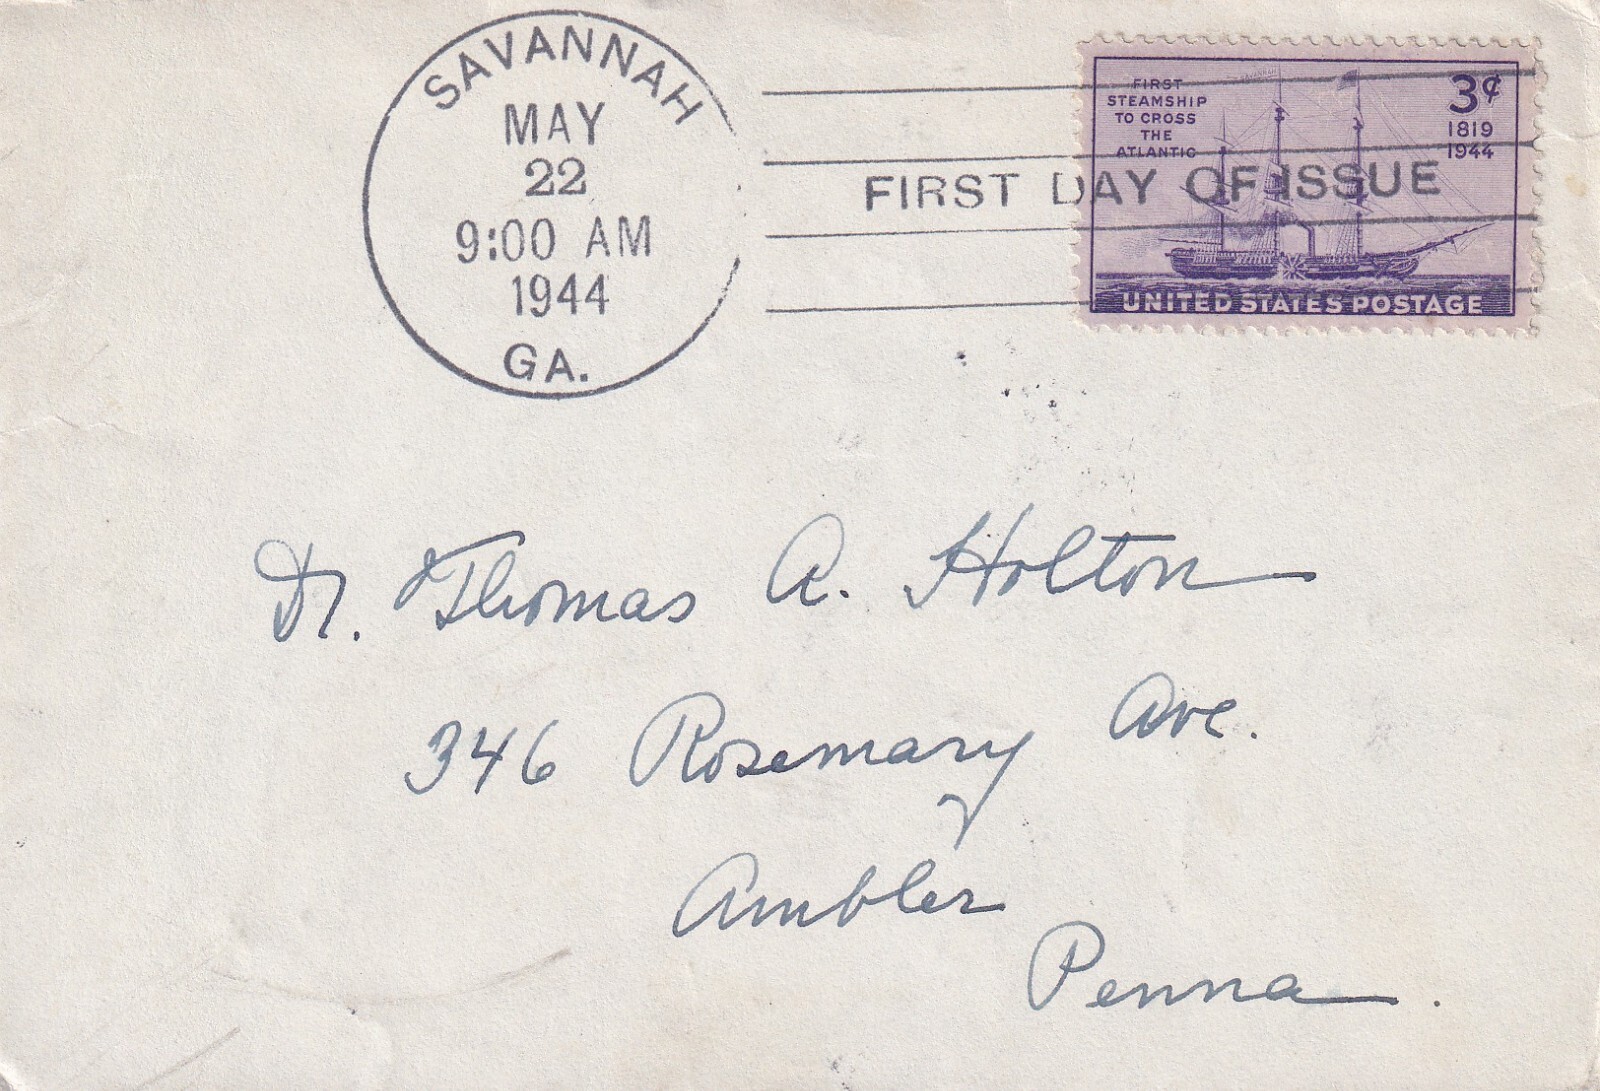 SAVANNAH
MAY
22
9:00 AM
1944
GA.
FIRST DAY OF ISSUE
FIRST
STEAMSHIP
TO CROSS
THE
ATLANTIC
3¢
1819
1944
UNITED STATES POSTAGE
Dr. Thomas A. Holton
346 Rosemary Ave.
Ambler
Penna.